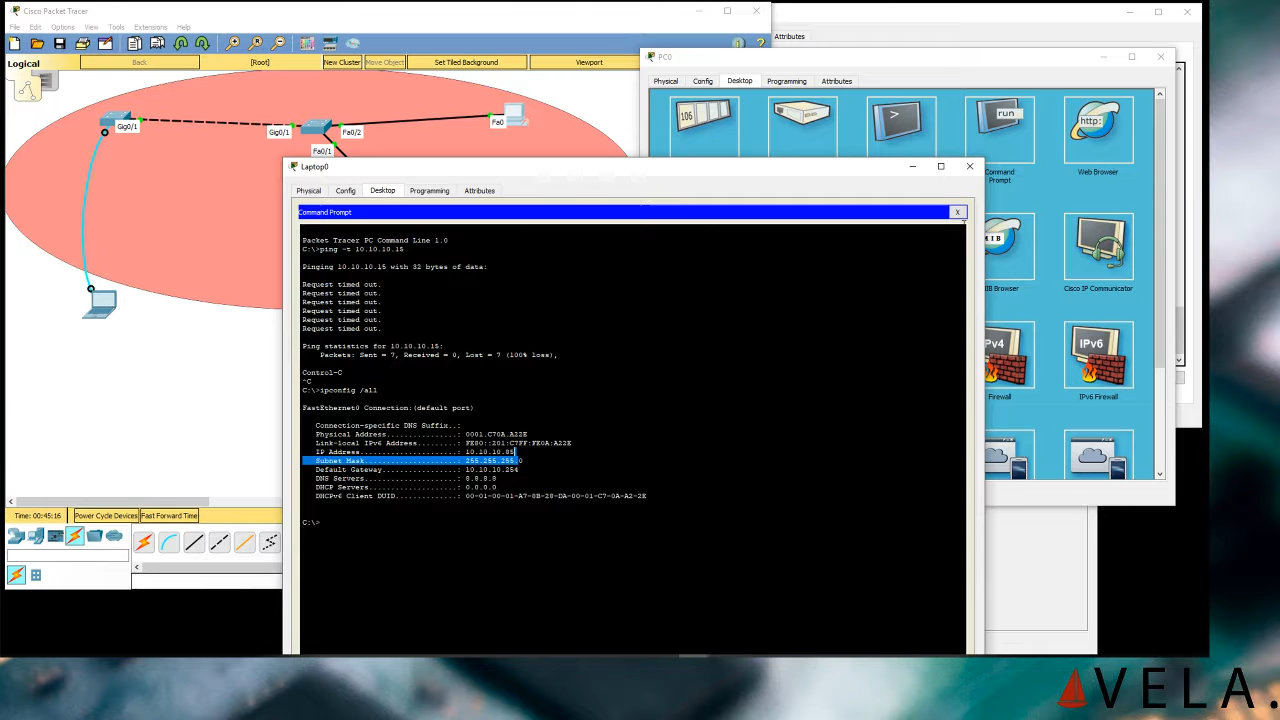 Cisco Packet Tracer
File Edit Options View Tools Extensions Help
Logical
Back
[Root]
New Cluster
Move Object
Set Tiled Background
Viewport
Gig0/1
Gig0/1
Fa0/2
Fa0
Fa0/1
Attributes
PC0
Physical Config Desktop Programming Attributes
106
>
run
http:
Command
Prompt
Web Browser
MIB
IB Browser
Cisco IP Communicator
Pv4
IPv6
Firewall
IPv6 Firewall
Laptop0
Physical Config Desktop Programming Attributes
Command Prompt
X
Packet Tracer PC Command Line 1.0
C:\>ping -t 10.10.10.15
Pinging 10.10.10.15 with 32 bytes of data:
Request timed out.
Request timed out.
Request timed out.
Request timed out.
Request timed out.
Request timed out.
Ping statistics for 10.10.10.15:
Packets: Sent = 7, Received = 0, Lost = 7 (100% loss),
Control-C
^C
C:\>ipconfig /all
FastEthernet0 Connection:(default port)
Connection-specific DNS Suffix..:
Physical Address................: 0001.C70A.A22E
Link-local IPv6 Address.........: FE80::201:C7FF:FE0A:A22E
IP Address......................: 10.10.10.85
Subnet Mask.....................: 255.255.255.0
Default Gateway.................: 10.10.10.254
DNS Servers.....................: 8.8.8.8
DHCP Servers....................: 0.0.0.0
DHCPv6 Client DUID..............: 00-01-00-01-A7-8B-28-DA-00-01-C7-0A-A2-2E
C:\>
Time: 00:45:16
Power Cycle Devices
Fast Forward Time
VELA.